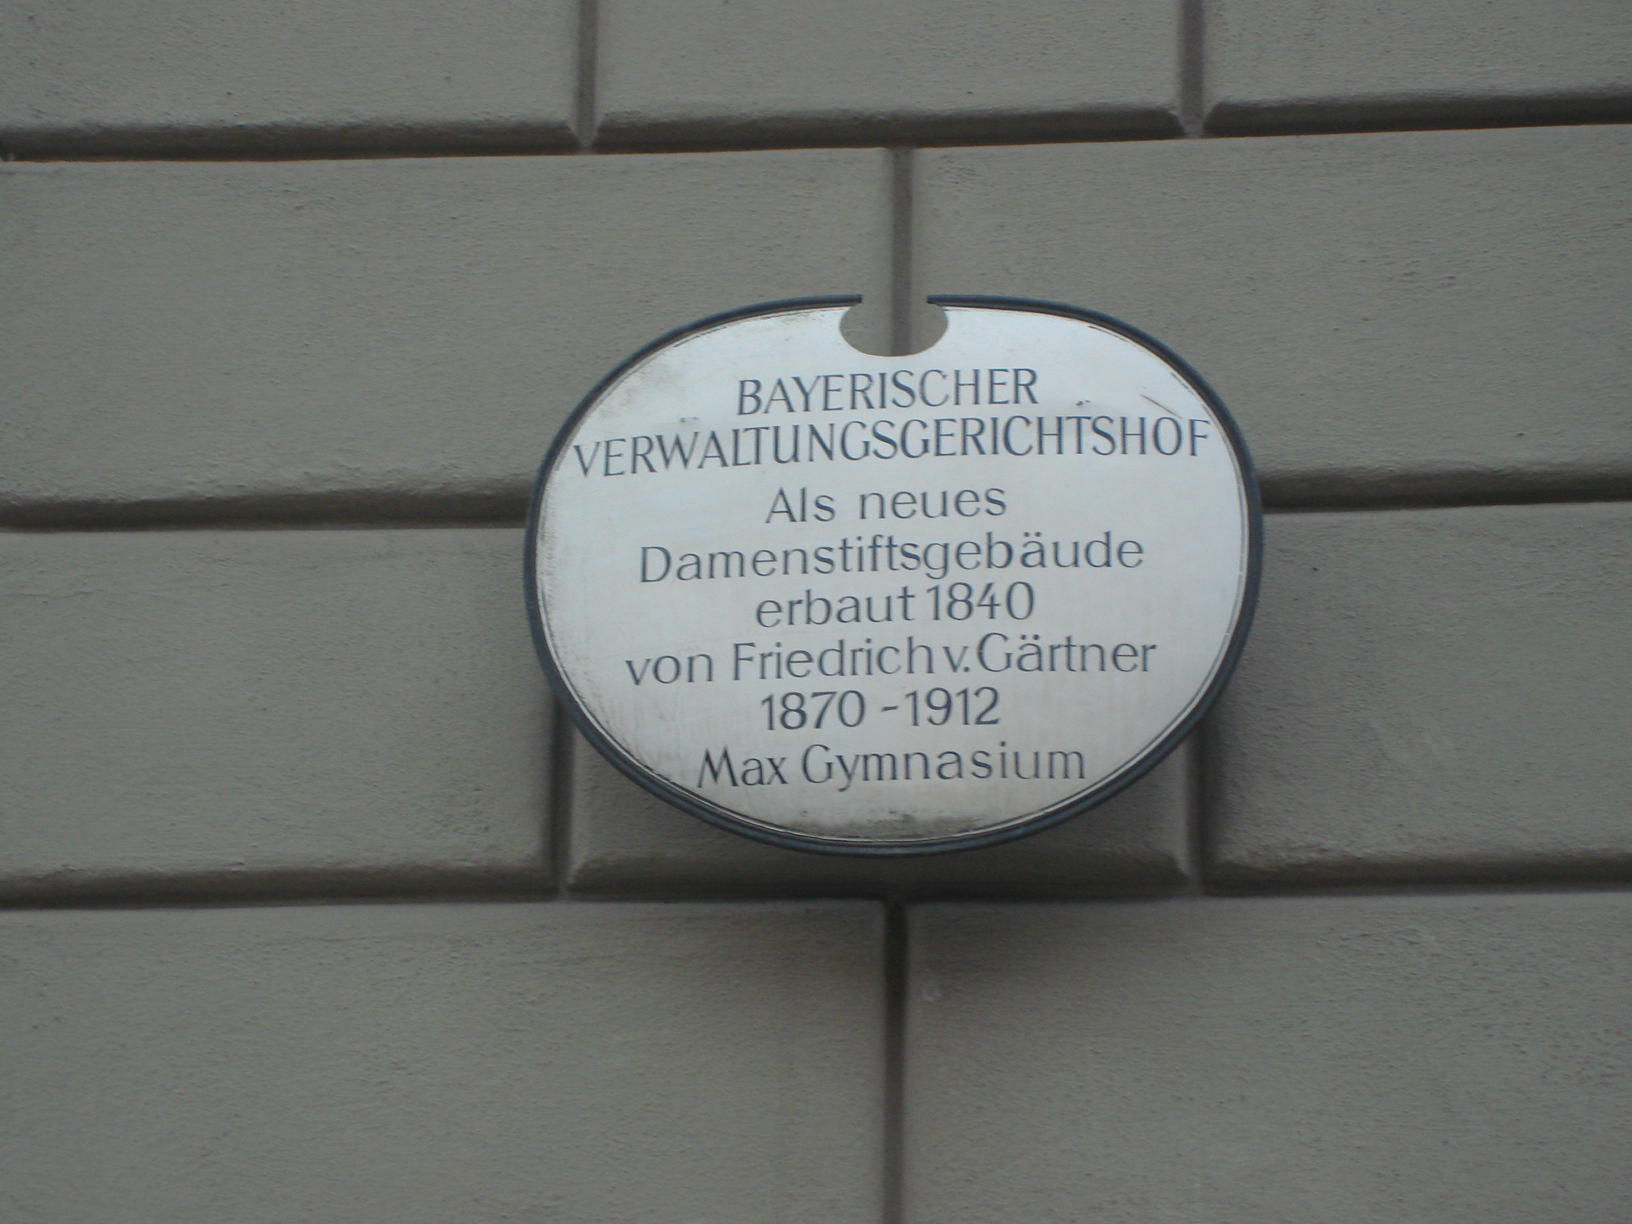 BAYERISCHER
VERWALTUNGSGERICHTSHOF
Als neues
Damenstiftsgebäude
erbaut 1840
von Friedrich v. Gärtner
1870 - 1912
Max Gymnasium